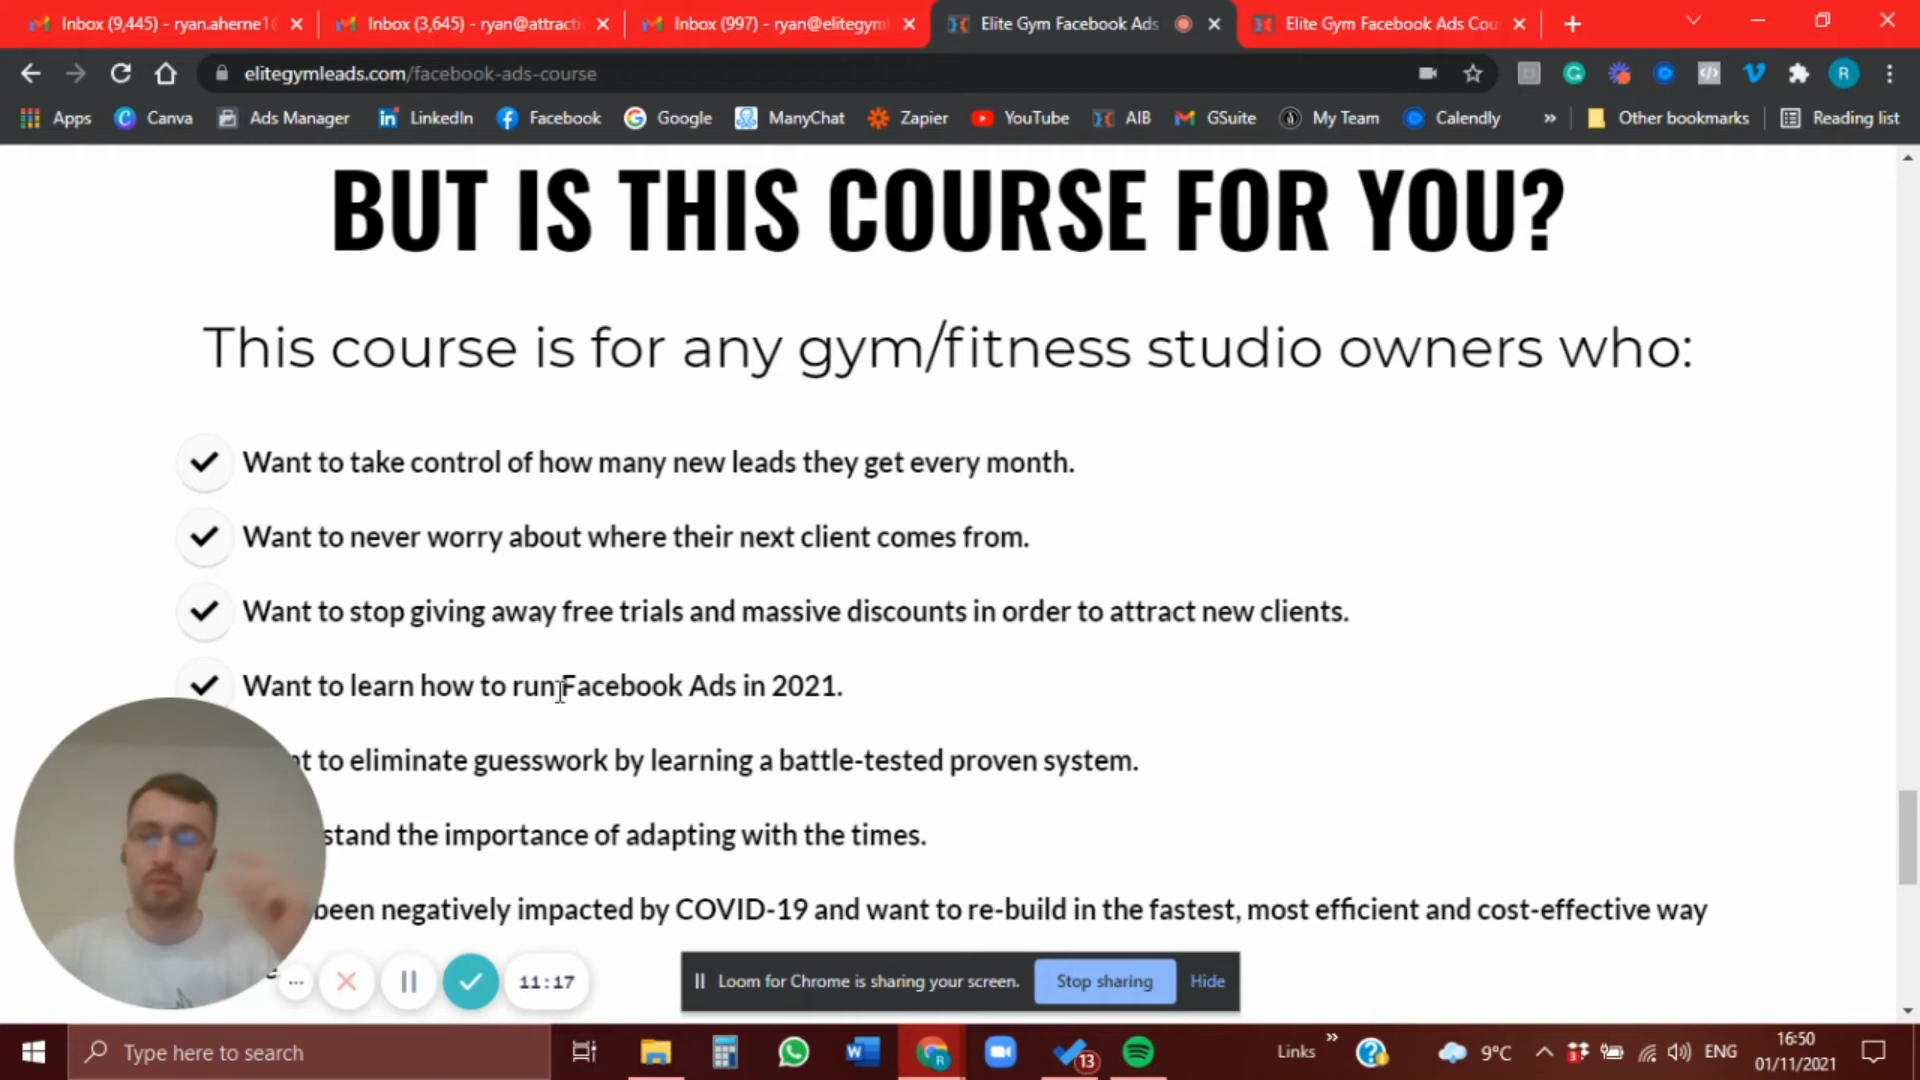 Inbox (9,445) - ryan.aherne1
Inbox (3,645) - ryan@attracti
Inbox (997) - ryan@elitegym
Elite Gym Facebook Ads
Elite Gym Facebook Ads Cou
elitegymleads.com/facebook-ads-course
R
Apps
Canva
Ads Manager
LinkedIn
Facebook
Google
ManyChat
Zapier
YouTube
AIB
GSuite
My Team
Calendly
»
Other bookmarks
Reading list
BUT IS THIS COURSE FOR YOU?
This course is for any gym/fitness studio owners who:
Want to take control of how many new leads they get every month.
Want to never worry about where their next client comes from.
Want to stop giving away free trials and massive discounts in order to attract new clients.
Want to learn how to run Facebook Ads in 2021.
nt to eliminate guesswork by learning a battle-tested proven system.
stand the importance of adapting with the times.
been negatively impacted by COVID-19 and want to re-build in the fastest, most efficient and cost-effective way
11:17
Loom for Chrome is sharing your screen.
Stop sharing
Hide
Type here to search
13
Links
»
9°C
ENG
16:50
01/11/2021